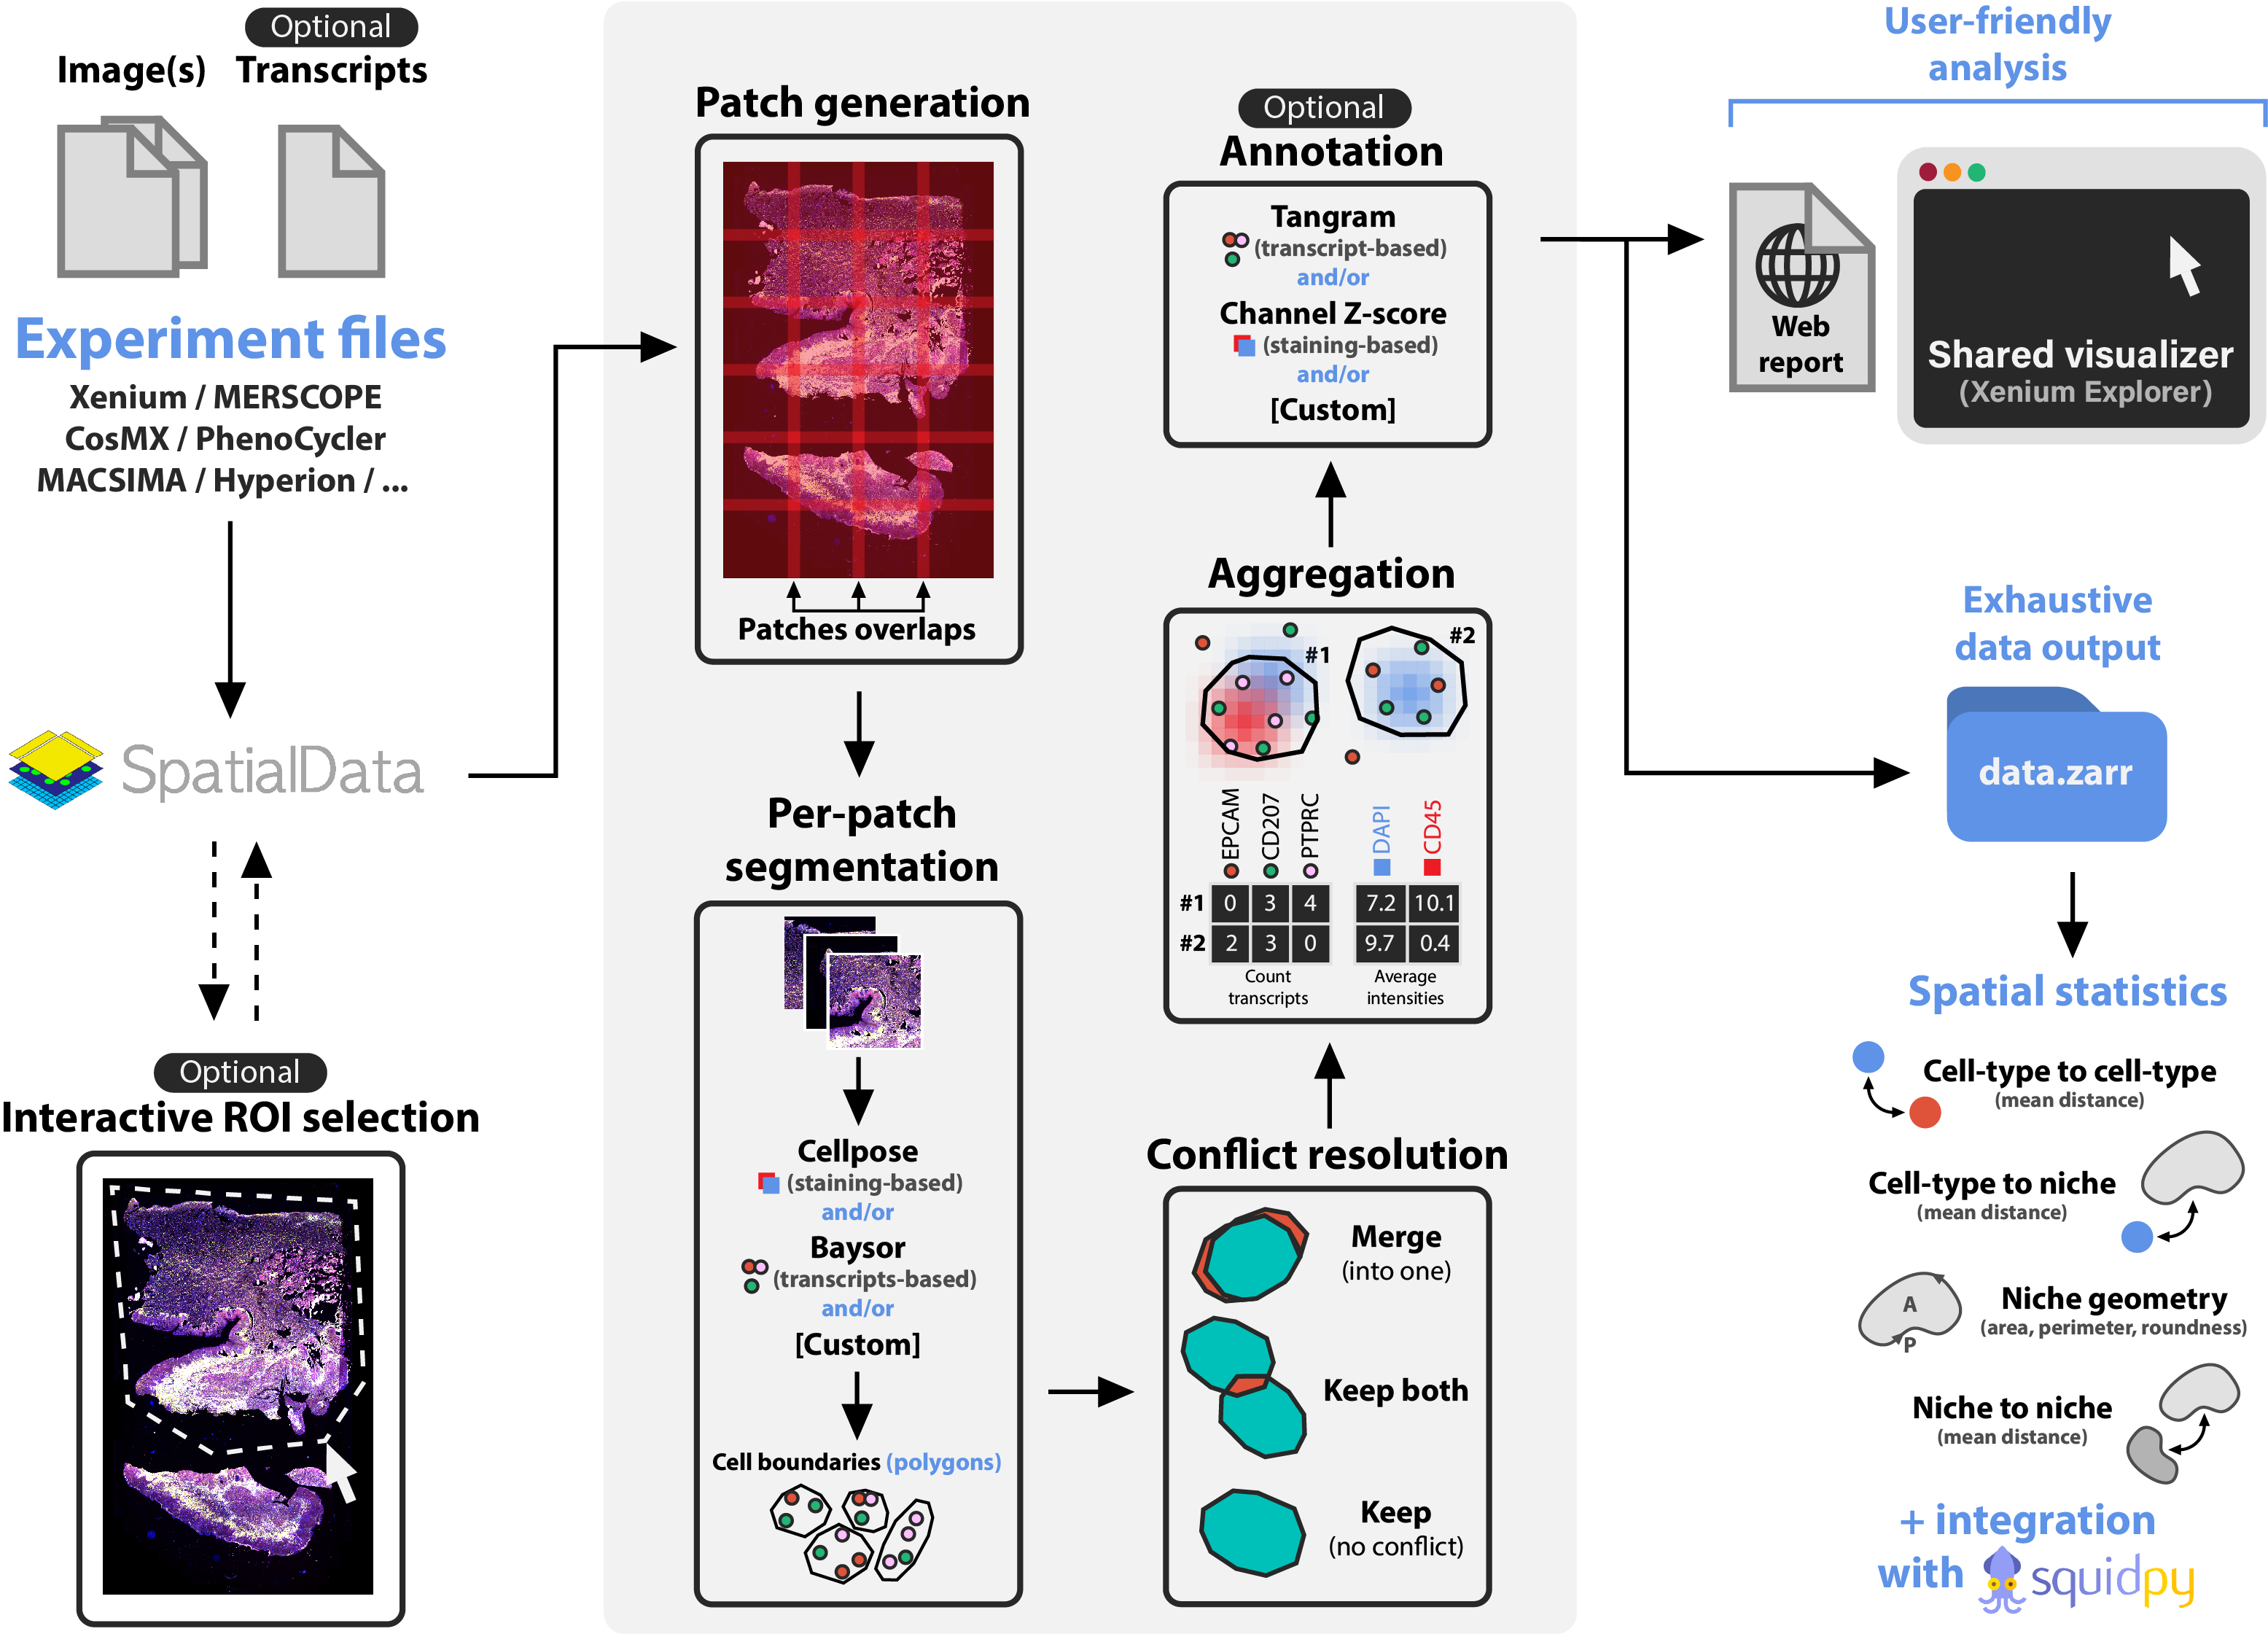 Optional
Image(s) Transcripts
Experiment files
Xenium / MERSCOPE
CosMX / PhenoCycler
MACSIMA / Hyperion / ...
SpatialData
Optional
Interactive ROI selection
Patch generation
Patches overlaps
Per-patch
segmentation
Cellpose
(staining-based)
and/or
Baysor
(transcripts-based)
and/or
[Custom]
Cell boundaries (polygons)
Conflict resolution
Merge
(into one)
Keep both
Keep
(no conflict)
Aggregation
#1
#2
EPCAM CD207 PTPRC DAPI CD45
#1 0 3 4 7.2 10.1
#2 2 3 0 9.7 0.4
Count
transcripts
Average
intensities
Optional
Annotation
Tangram
(transcript-based)
and/or
Channel Z-score
(staining-based)
and/or
[Custom]
User-friendly
analysis
Web
report
Shared visualizer
(Xenium Explorer)
Exhaustive
data output
data.zarr
Spatial statistics
Cell-type to cell-type
(mean distance)
Cell-type to niche
(mean distance)
A
P
Niche geometry
(area, perimeter, roundness)
Niche to niche
(mean distance)
+ integration
with squidpy